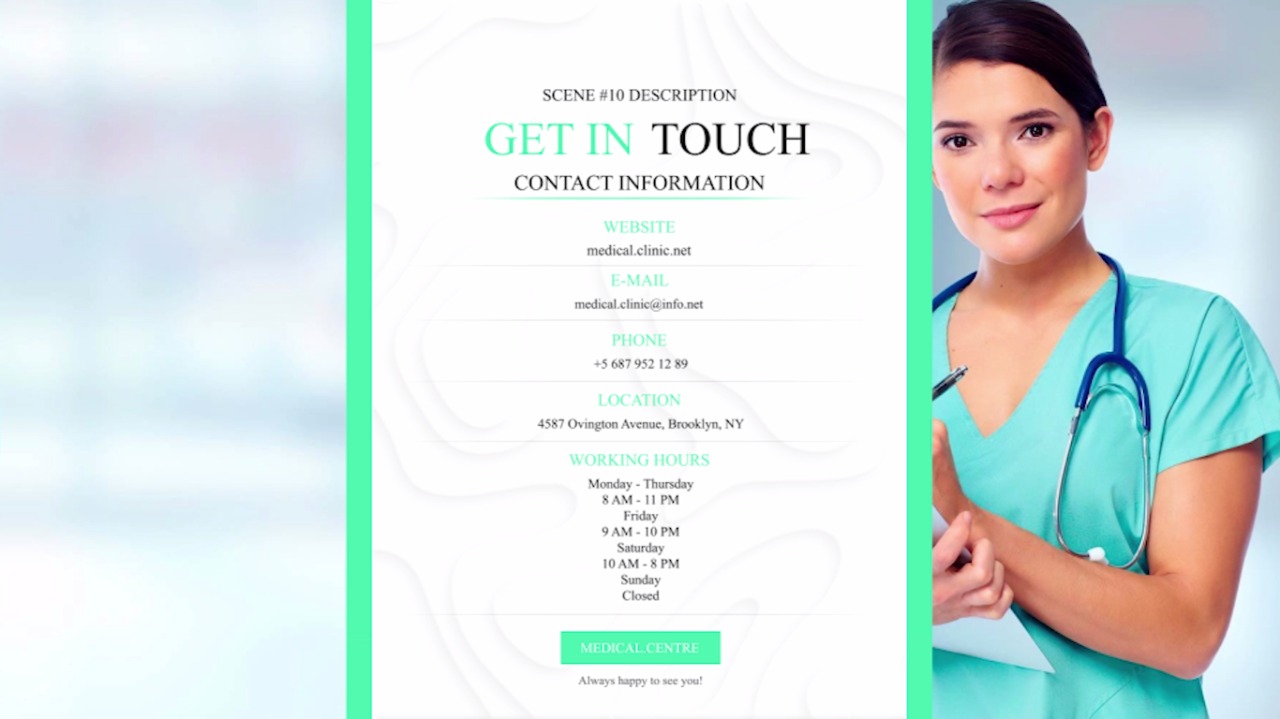 SCENE #10 DESCRIPTION
GET IN TOUCH
CONTACT INFORMATION
WEBSITE
medical.clinic.net
E-MAIL
medical.clinic@info.net
PHONE
+5 687 952 12 89
LOCATION
4587 Ovington Avenue, Brooklyn, NY
WORKING HOURS
Monday - Thursday
8 AM - 11 PM
Friday
9 AM - 10 PM
Saturday
10 AM - 8 PM
Sunday
Closed
MEDICAL.CENTRE
Always happy to see you!